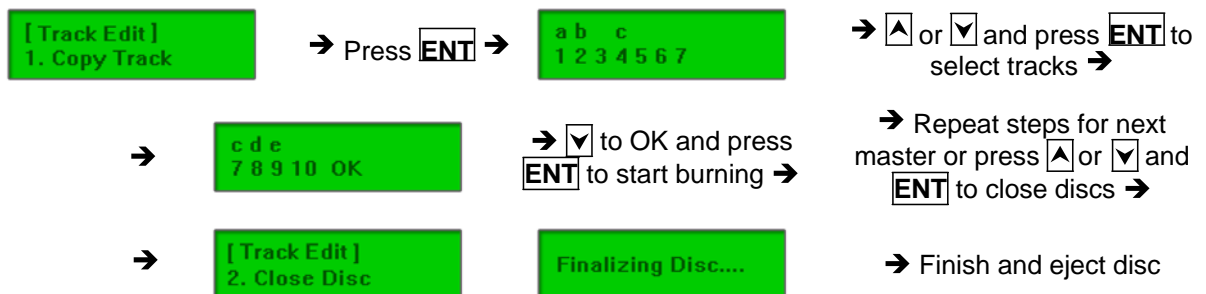 [ Track Edit ]
1. Copy Track
➔ Press ENT ➔
a b c
1 2 3 4 5 6 7
➔ or and press ENT to
select tracks ➔
➔
c d e
7 8 9 10 OK
➔ to OK and press
ENT to start burning ➔
➔ Repeat steps for next
master or press or and
ENT to close discs ➔
➔
[ Track Edit ]
2. Close Disc
Finalizing Disc....
➔ Finish and eject disc